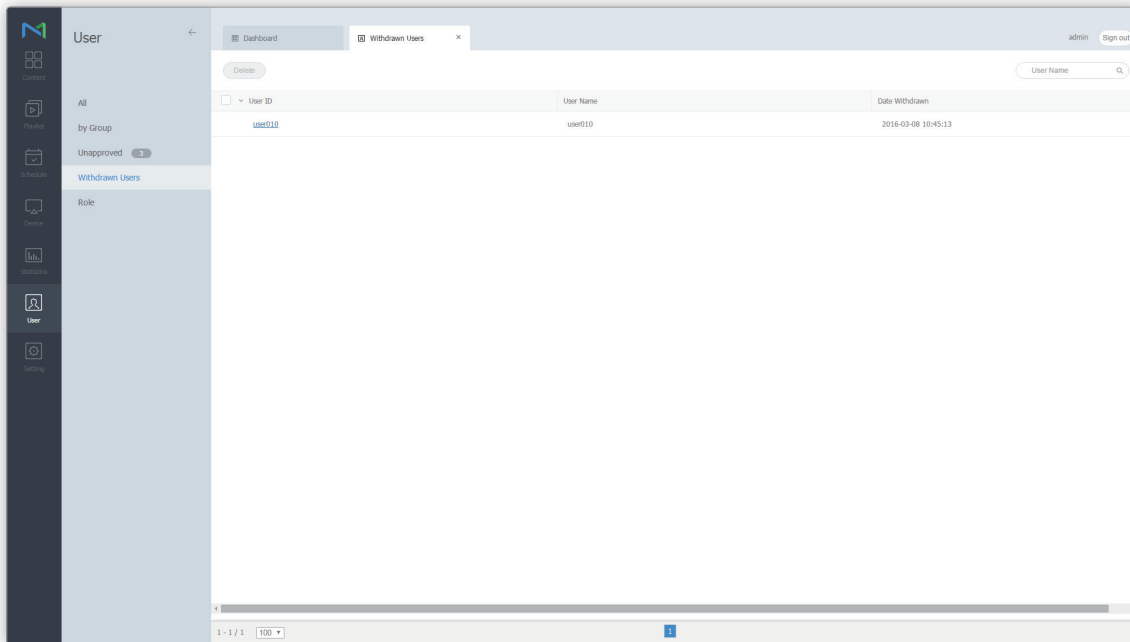 User
Dashboard
Withdrawn Users
admin
Sign out
Content
Playlist
Schedule
Device
Statistics
User
Setting
All
by Group
Unapproved 3
Withdrawn Users
Role
Delete
User Name
User ID User Name Date Withdrawn
user010 user010 2016-03-08 10:45:13
1 - 1 / 1 100 1